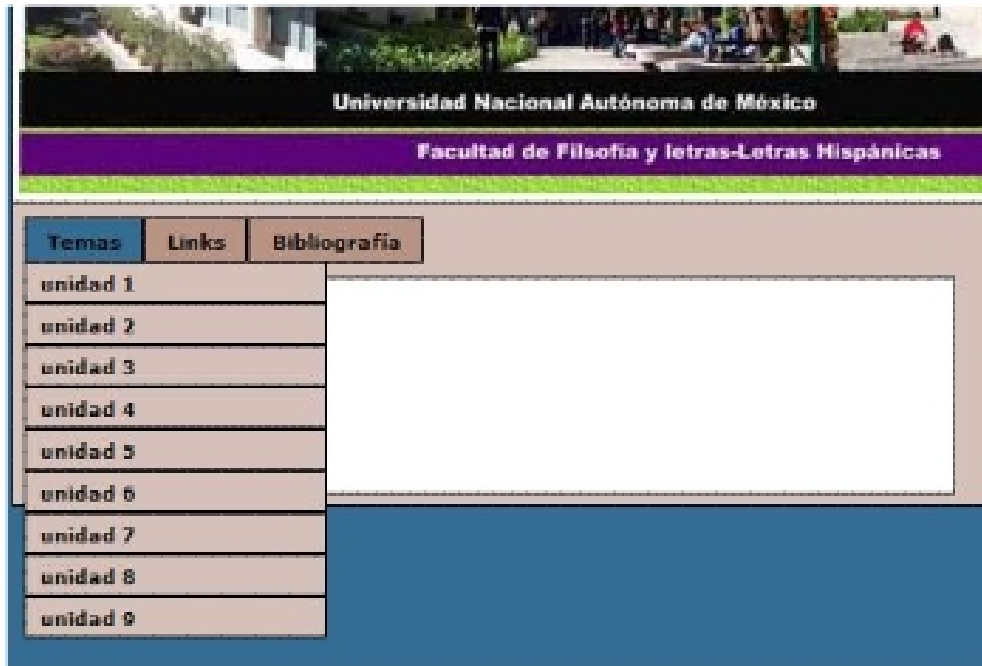 Universidad Nacional Autónoma de México
Facultad de Filsofia y letras-Letras Hispánicas
Temas Links Bibliografía
unidad 1
unidad 2
unidad 3
unidad 4
unidad 5
unidad 6
unidad 7
unidad 8
unidad 9